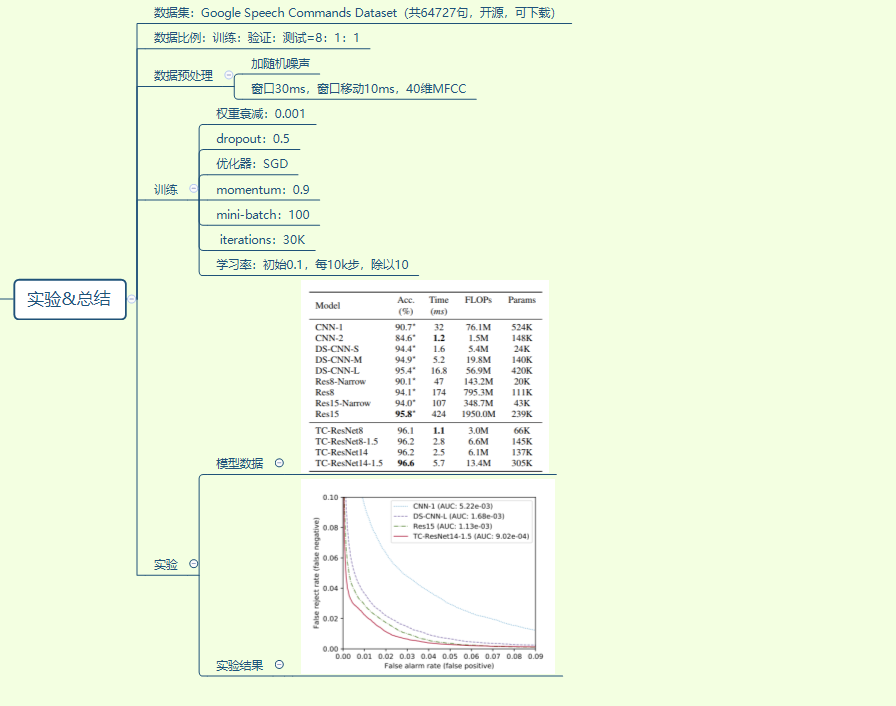 数据集：Google Speech Commands Dataset（共64727句，开源，可下载）
数据比例：训练：验证：测试=8：1：1
数据预处理
加随机噪声
窗口30ms，窗口移动10ms，40维MFCC
训练
权重衰减：0.001
dropout：0.5
优化器：SGD
momentum：0.9
mini-batch：100
iterations：30K
学习率：初始0.1，每10k步，除以10
实验&总结
实验
模型数据
Model Acc. Time FLOPs Params
(%) (ms)
CNN-1 90.7* 32 76.1M 524K
CNN-2 84.6* 1.2 1.5M 148K
DS-CNN-S 94.4* 1.6 5.4M 24K
DS-CNN-M 94.9* 5.2 19.8M 140K
DS-CNN-L 95.4* 16.8 56.9M 420K
Res8-Narrow 90.1* 47 143.2M 20K
Res8 94.1* 174 795.3M 111K
Res15-Narrow 94.0* 107 348.7M 43K
Res15 95.8* 424 1950.0M 239K
TC-ResNet8 96.1 1.1 3.0M 66K
TC-ResNet8-1.5 96.2 2.8 6.6M 145K
TC-ResNet14 96.2 2.5 6.1M 137K
TC-ResNet14-1.5 96.6 5.7 13.4M 305K
实验结果
CNN-1 (AUC: 5.22e-03)
DS-CNN-L (AUC: 1.68e-03)
Res15 (AUC: 1.13e-03)
TC-ResNet14-1.5 (AUC: 9.02e-04)
False reject rate (false negative)
0.10
0.08
0.06
0.04
0.02
0.00
0.00 0.01 0.02 0.03 0.04 0.05 0.06 0.07 0.08 0.09
False alarm rate (false positive)